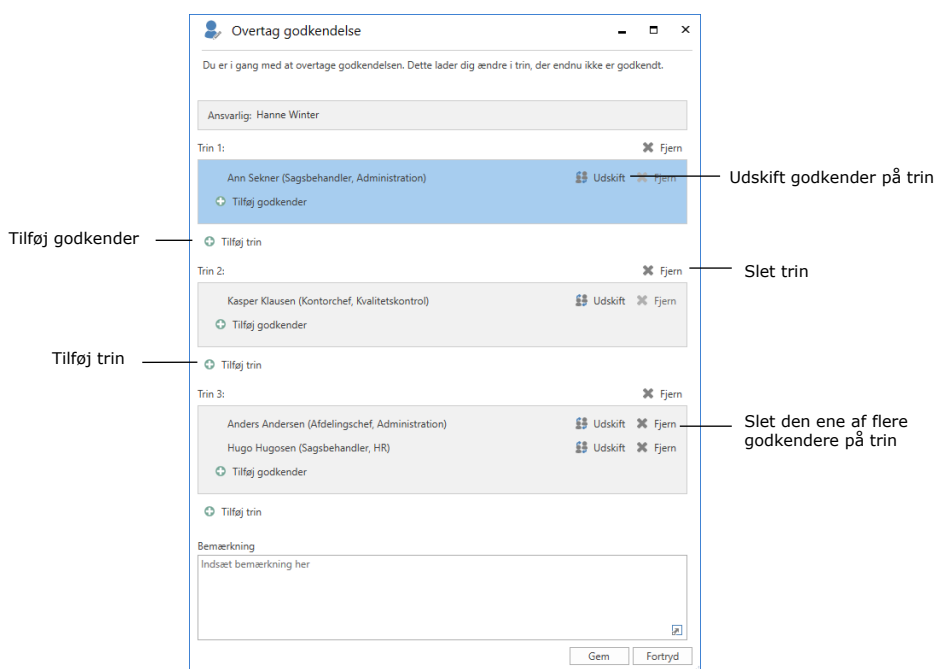 Overtag godkendelse
Du er i gang med at overtage godkendelsen. Dette lader dig ændre i trin, der endnu ikke er godkendt.
Ansvarlig: Hanne Winter
Trin 1: Fjern
Ann Sekner (Sagsbehandler, Administration) Udskift Fjern
Udskift godkender på trin
Tilføj godkender
Tilføj godkender
Tilføj trin
Trin 2: Fjern
Slet trin
Kasper Klausen (Kontorchef, Kvalitetskontrol) Udskift Fjern
Tilføj godkender
Tilføj trin
Tilføj trin
Trin 3: Fjern
Anders Andersen (Afdelingschef, Administration) Udskift Fjern
Slet den ene af flere
godkendere på trin
Hugo Hugosen (Sagsbehandler, HR) Udskift Fjern
Tilføj godkender
Tilføj trin
Bemærkning
Indsæt bemærkning her
Gem Fortryd